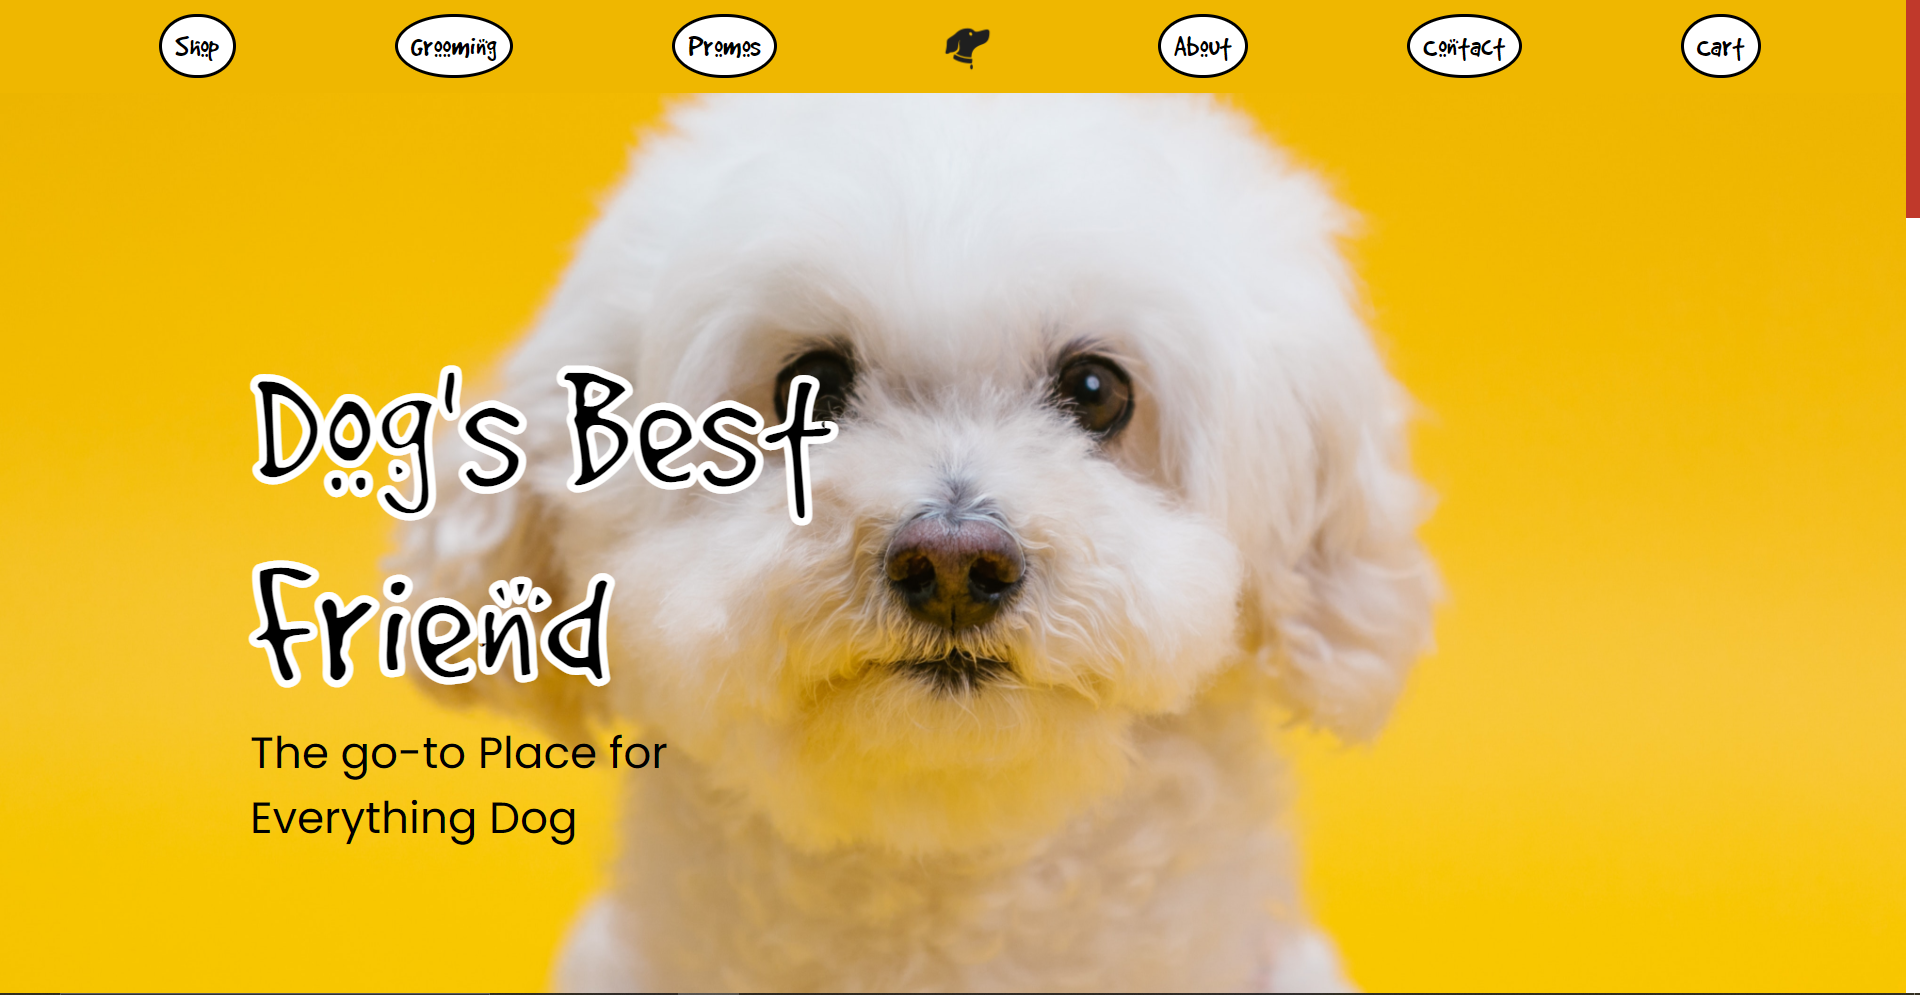 Shop Grooming Promos About Contact Cart
Dog's Best
Friend
The go-to Place for
Everything Dog